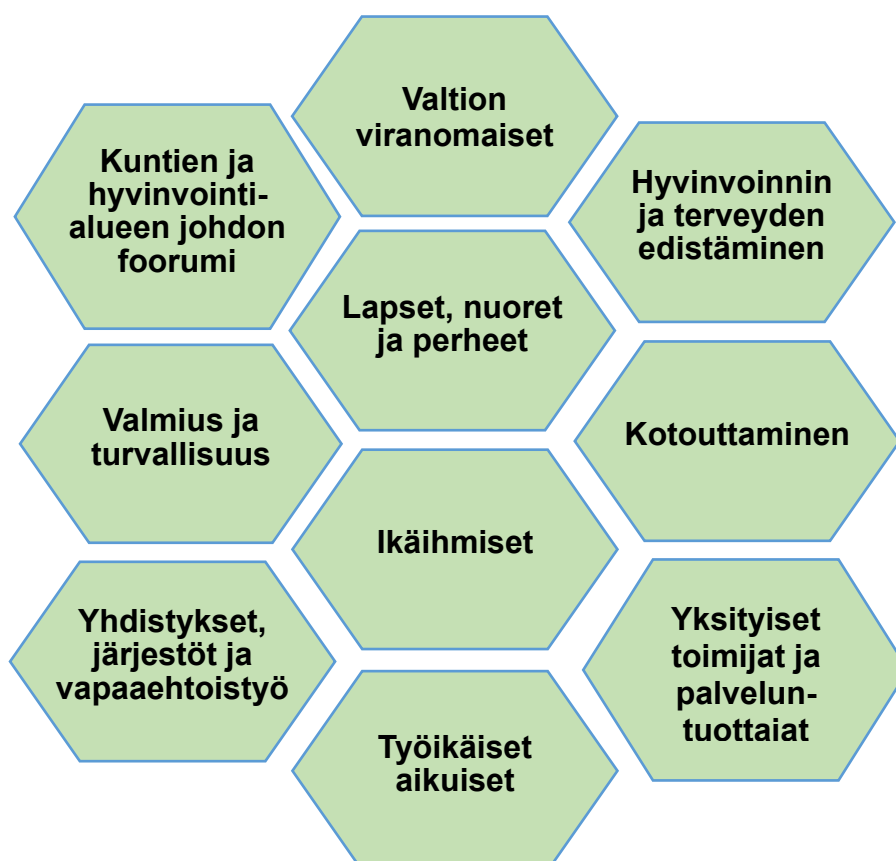 Valtion
viranomaiset
Kuntien ja
hyvinvointi-
alueen johdon
foorumi
Hyvinvoinnin
ja terveyden
edistäminen
Lapset, nuoret
ja perheet
Valmius ja
turvallisuus
Kotouttaminen
Ikäihmiset
Yhdistykset,
järjestöt ja
vapaaehtoistyö
Yksityiset
toimijat ja
palvelun-
tuottaiat
Työikäiset
aikuiset